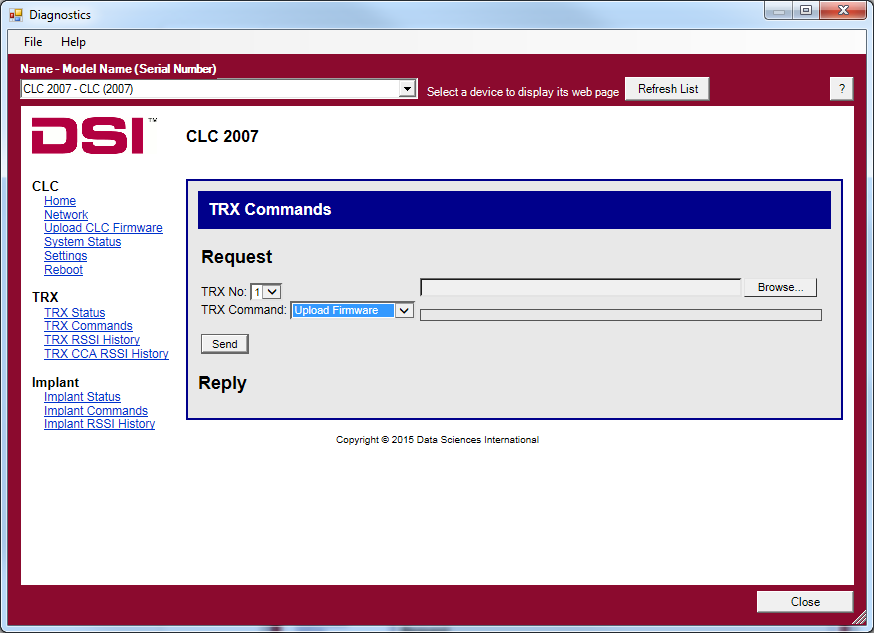 Diagnostics
File Help
Name - Model Name (Serial Number)
CLC 2007 - CLC (2007)
Select a device to display its web page
Refresh List
?
DSI™
CLC 2007
CLC
Home
Network
Upload CLC Firmware
System Status
Settings
Reboot
TRX
TRX Status
TRX Commands
TRX RSSI History
TRX CCA RSSI History
Implant
Implant Status
Implant Commands
Implant RSSI History
TRX Commands
Request
TRX No: 1
Browse...
TRX Command: Upload Firmware
Send
Reply
Copyright © 2015 Data Sciences International
Close